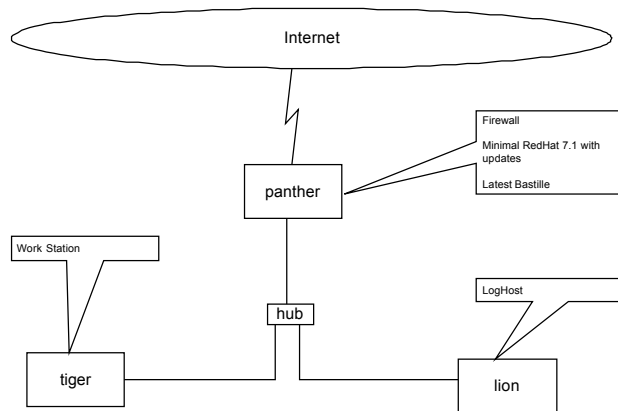 Internet
Firewall
Minimal RedHat 7.1 with
updates
Latest Bastille
panther
Work Station
LogHost
hub
tiger
lion